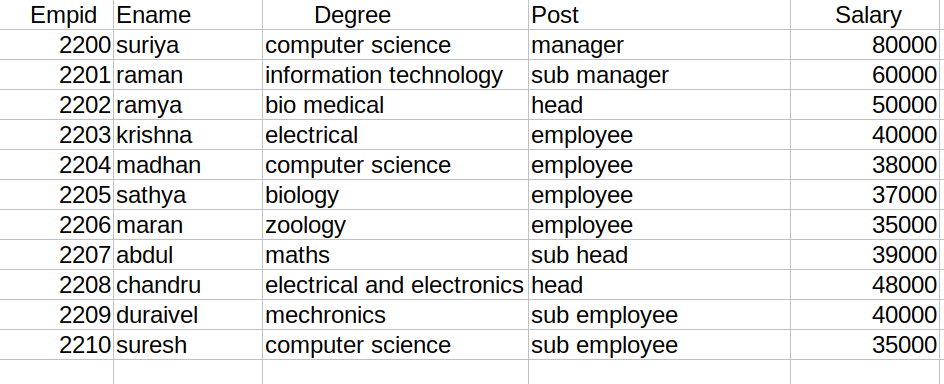 Empid Ename Degree Post Salary
2200 suriya computer science manager 80000
2201 raman information technology sub manager 60000
2202 ramya bio medical head 50000
2203 krishna electrical employee 40000
2204 madhan computer science employee 38000
2205 sathya biology employee 37000
2206 maran zoology employee 35000
2207 abdul maths sub head 39000
2208 chandru electrical and electronics head 48000
2209 duraivel mechronics sub employee 40000
2210 suresh computer science sub employee 35000